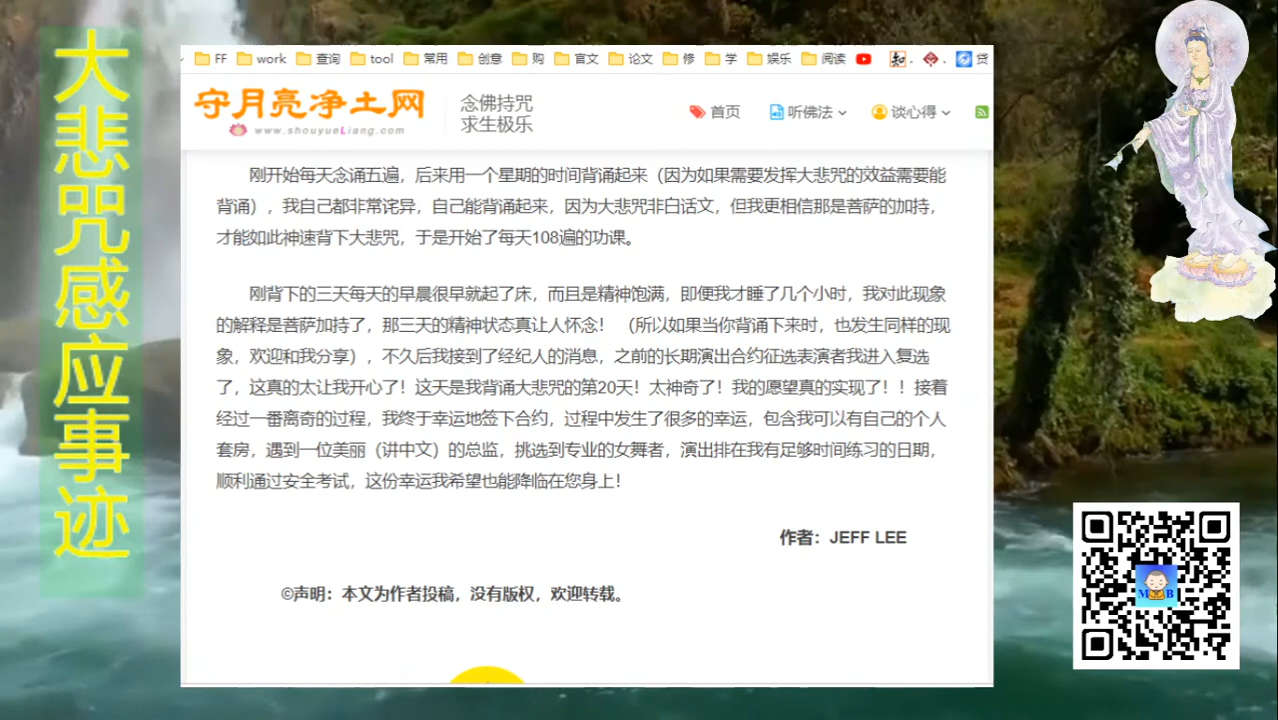 大悲咒感应事迹
FF work 查询 tool 常用 创意 购 官文 论文 修 学 娱乐 阅读 知 . . 贷
守月亮净土网
www.shouyueLiang.com
念佛持咒
求生极乐
首页 听佛法 谈心得
刚开始每天念诵五遍，后来用一个星期的时间背诵起来（因为如果需要发挥大悲咒的效益需要能
背诵），我自己都非常诧异，自己能背诵起来，因为大悲咒非白话文，但我更相信那是菩萨的加持，
才能如此神速背下大悲咒，于是开始了每天108遍的功课。
刚背下的三天每天的早晨很早就起了床，而且是精神饱满，即便我才睡了几个小时，我对此现象
的解释是菩萨加持了，那三天的精神状态真让人怀念！（所以如果当你背诵下来时，也发生同样的现
象，欢迎和我分享），不久后我接到了经纪人的消息，之前的长期演出合约征选表演者我进入复选
了，这真的太让我开心了！这天是我背诵大悲咒的第20天！太神奇了！我的愿望真的实现了！！接着
经过一番离奇的过程，我终于幸运地签下合约，过程中发生了很多的幸运，包含我可以有自己的个人
套房，遇到一位美丽（讲中文）的总监，挑选到专业的女舞者，演出排在我有足够时间练习的日期，
顺利通过安全考试，这份幸运我希望也能降临在您身上！
作者：JEFF LEE
©声明：本文为作者投稿，没有版权，欢迎转载。
M B